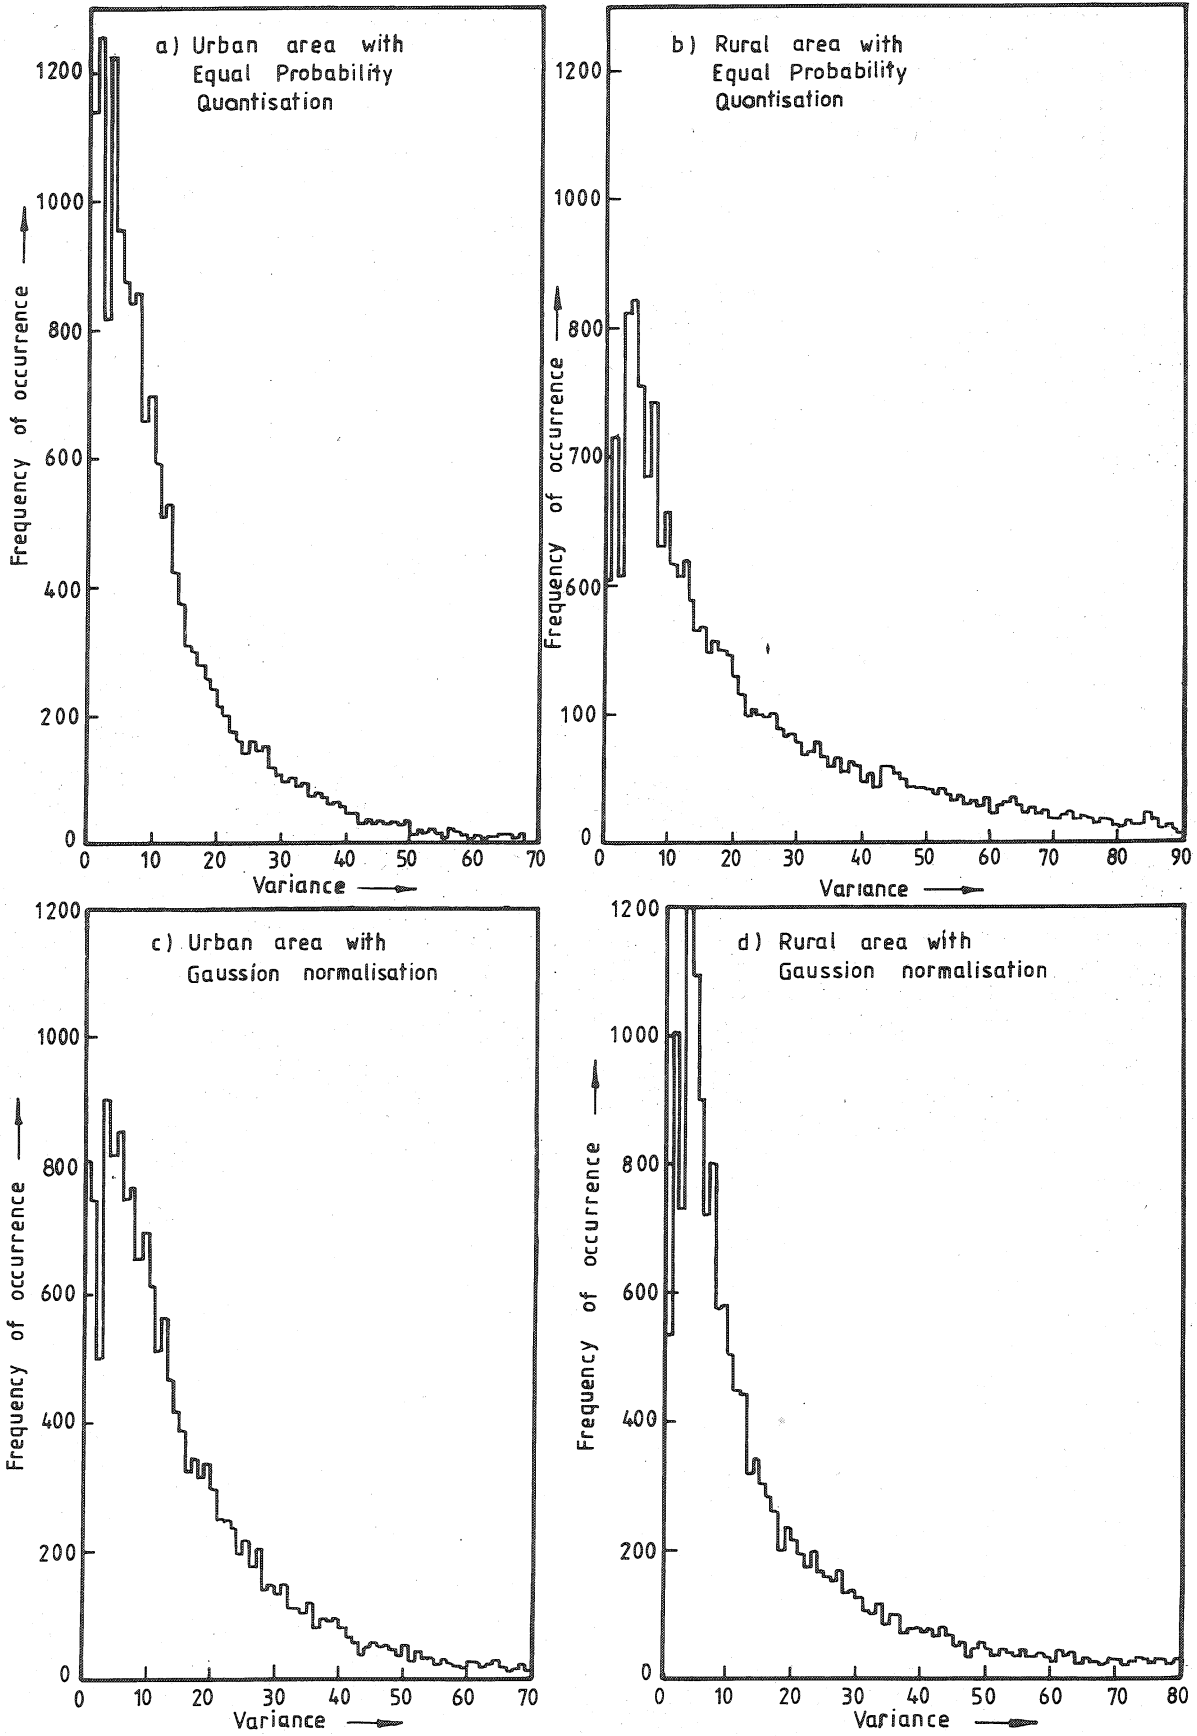 a) Urban area with
Equal Probability
Quantisation
1200
1000
800
600
400
200
0
Frequency of occurrence
0 10 20 30 40 50 60 70
Variance
b) Rural area with
Equal Probability
Quantisation
1200
1000
800
700
600
100
0
Frequency of occurrence
0 10 20 30 40 50 60 70 80 90
Variance
c) Urban area with
Gaussion normalisation
1200
1000
800
600
400
200
0
Frequency of occurrence
0 10 20 30 40 50 60 70
Variance
d) Rural area with
Gaussion normalisation
1200
1000
800
600
400
200
0
Frequency of occurrence
0 10 20 30 40 50 60 70 80
Variance